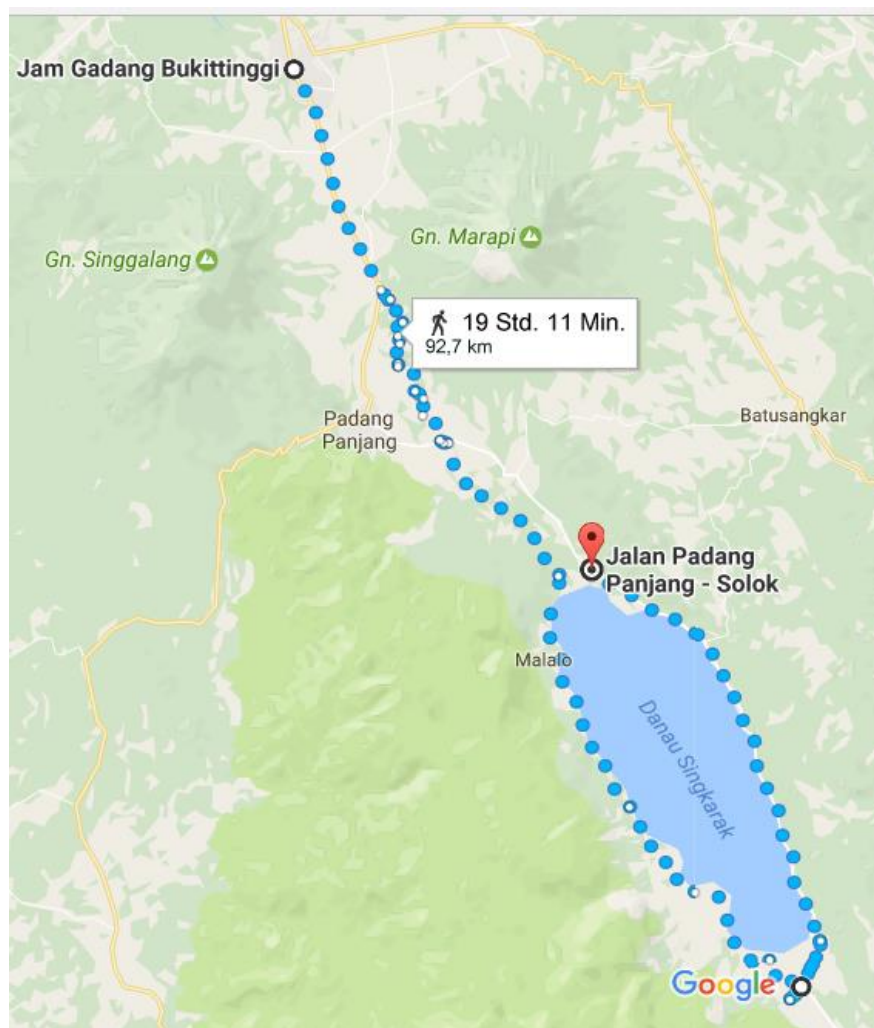 Jam Gadang Bukittinggi
Gn. Marapi
Gn. Singgalang
19 Std. 11 Min.
92,7 km
Padang
Panjang
Batusangkar
Jalan Padang
Panjang - Solok
Malalo
Danau Singkarak
Google